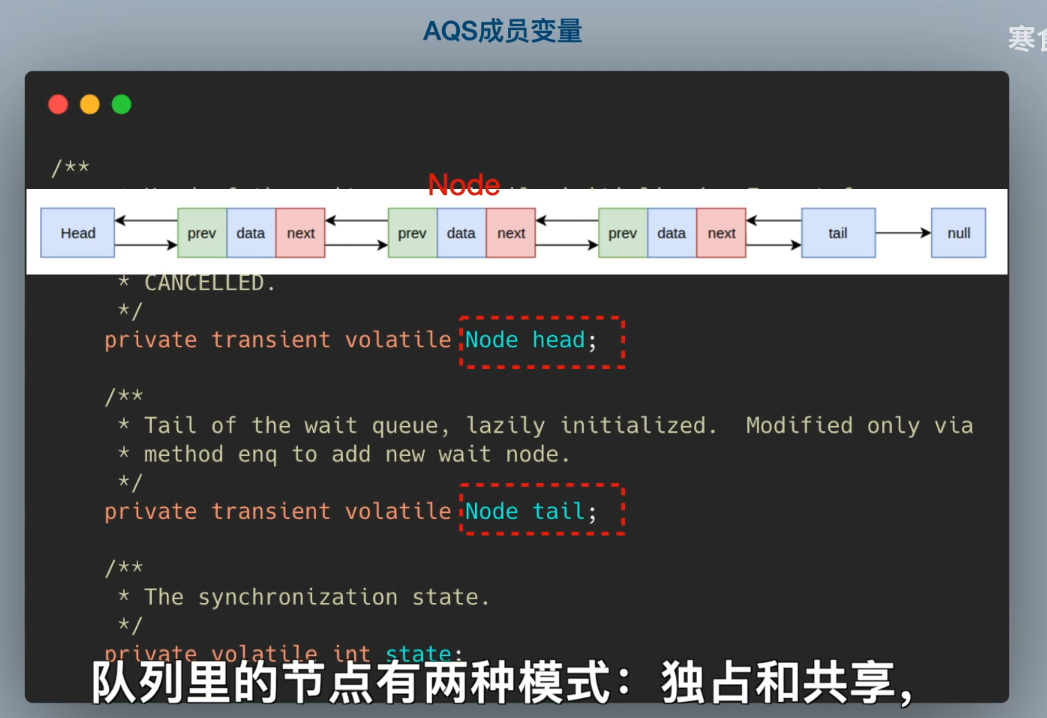 AQS成员变量
寒
/**
Node
Head
prev data next
prev data next
prev data next
tail
null
* CANCELLED.
*/
private transient volatile Node head;
/**
* Tail of the wait queue, lazily initialized. Modified only via
* method enq to add new wait node.
*/
private transient volatile Node tail;
/**
* The synchronization state.
*/
private volatile int state;
队列里的节点有两种模式：独占和共享,